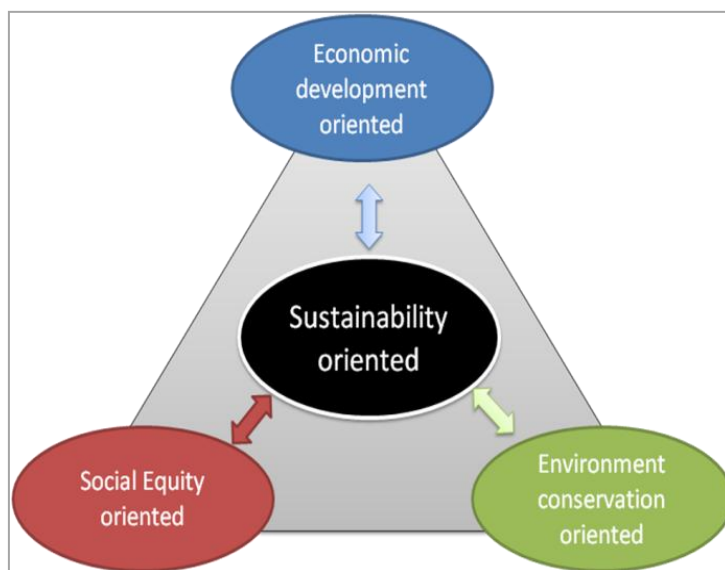 Economic
development
oriented
Sustainability
oriented
Social Equity
oriented
Environment
conservation
oriented